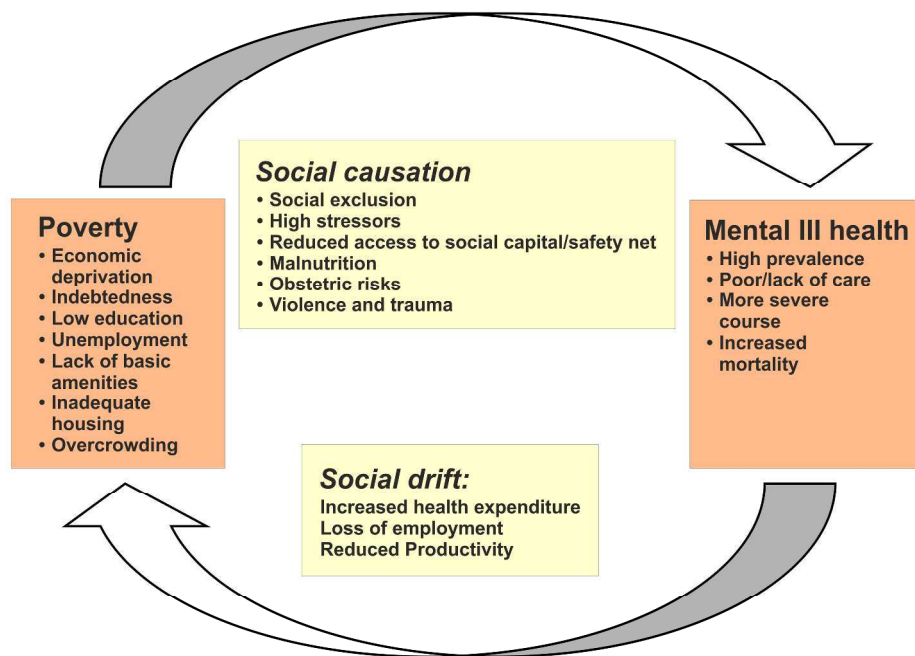 Social causation
• Social exclusion
• High stressors
• Reduced access to social capital/safety net
• Malnutrition
• Obstetric risks
• Violence and trauma
Poverty
• Economic
deprivation
• Indebtedness
• Low education
• Unemployment
• Lack of basic
amenities
• Inadequate
housing
• Overcrowding
Mental Ill health
• High prevalence
• Poor/lack of care
• More severe
course
• Increased
mortality
Social drift:
Increased health expenditure
Loss of employment
Reduced Productivity